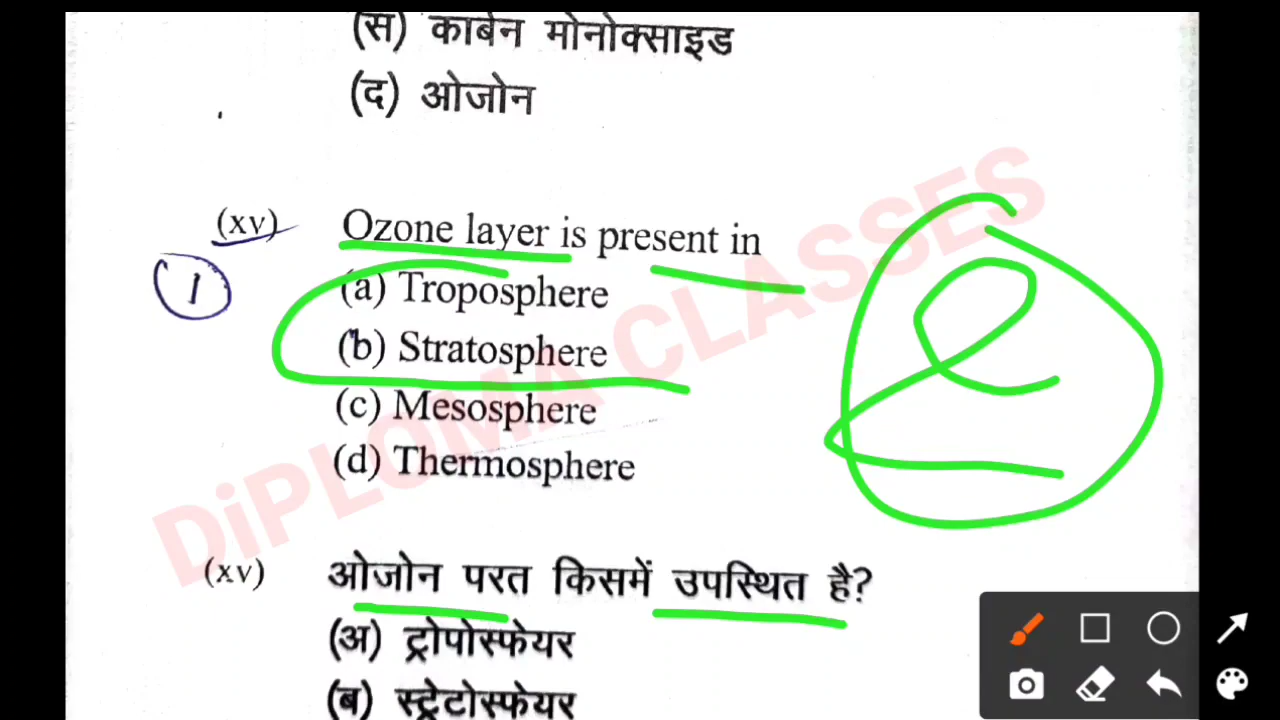 (स) कार्बन मोनोक्साइड
(द) ओजोन
(xv) Ozone layer is present in
1
(a) Troposphere
(b) Stratosphere
(c) Mesosphere
(d) Thermosphere
DiPLOMA CLASSES
(xv) ओजोन परत किसमें उपस्थित है?
(अ) ट्रोपोस्फेयर
(ब) स्ट्रेटोस्फेयर